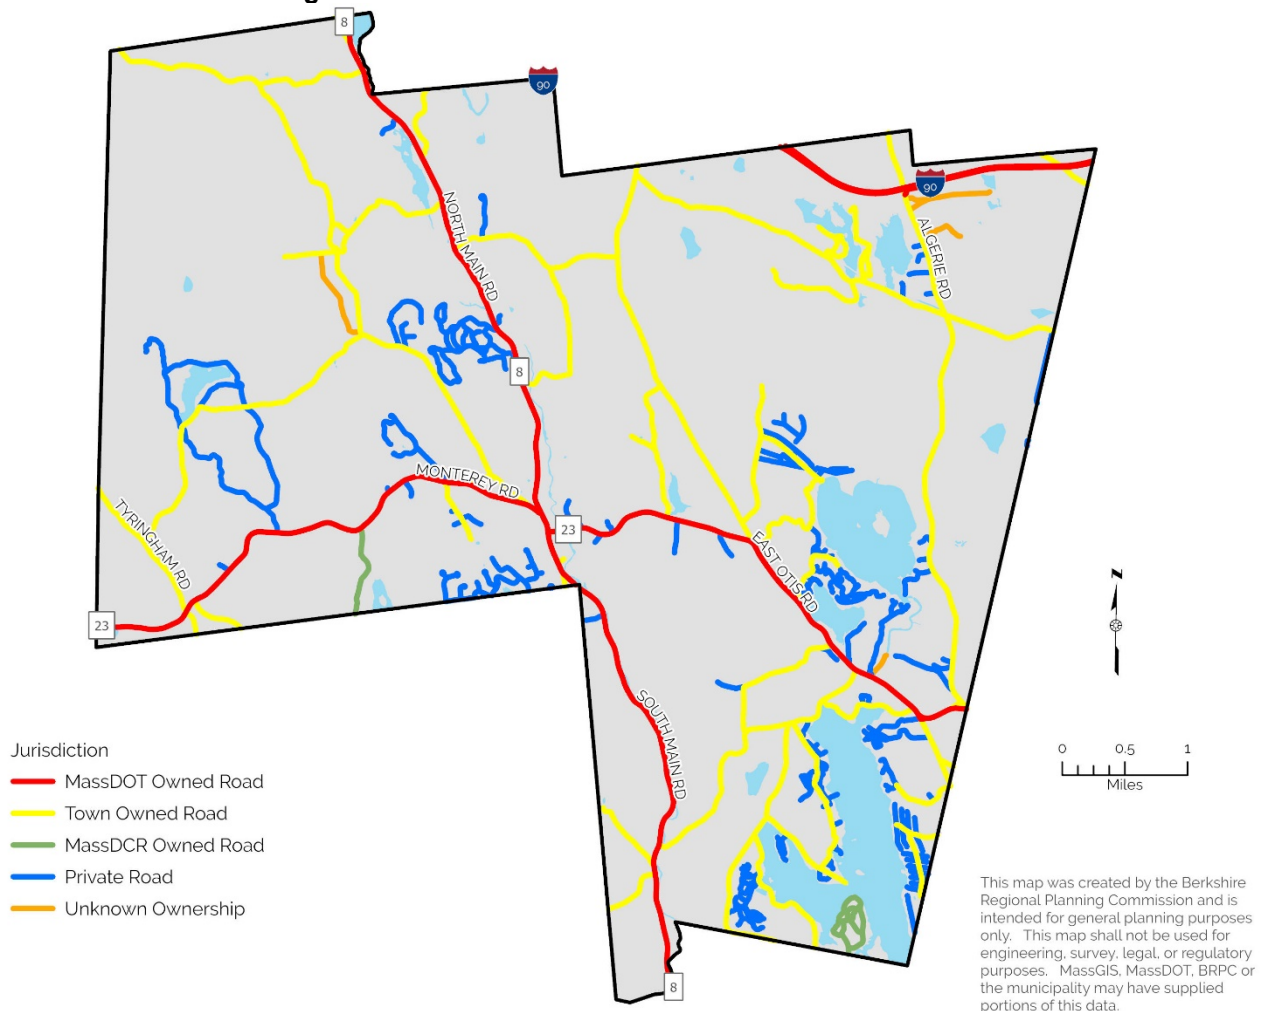 8
90
90
NORTH MAIN RD
ALGERIE RD
8
MONTEREY RD
TYRINGHAM RD
23
EAST OTIS RD
23
SOUTH MAIN RD
8
N
0 0.5 1
Miles
Jurisdiction
MassDOT Owned Road
Town Owned Road
MassDCR Owned Road
Private Road
Unknown Ownership
This map was created by the Berkshire
Regional Planning Commission and is
intended for general planning purposes
only. This map shall not be used for
engineering, survey, legal, or regulatory
purposes. MassGIS, MassDOT, BRPC or
the municipality may have supplied
portions of this data.